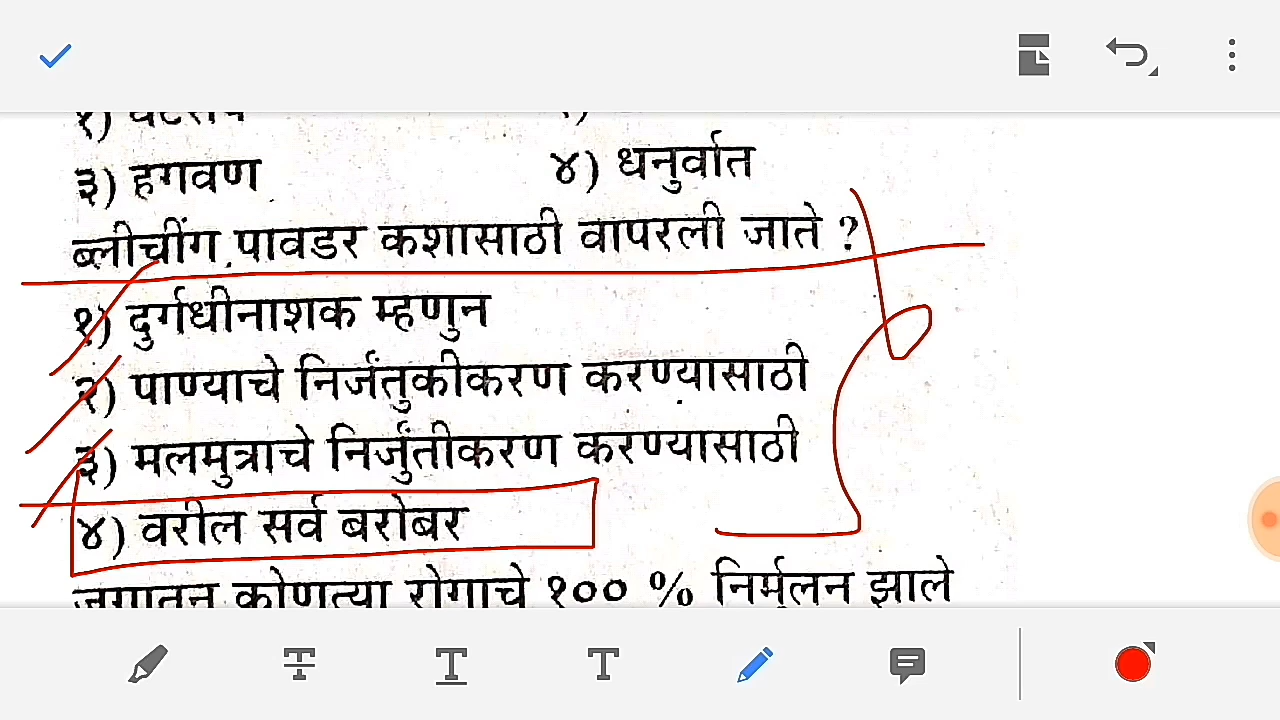 ३) हगवण ४) धनुर्वात
ब्लीचींग पावडर कशासाठी वापरली जाते ?
१) दुर्गधीनाशक म्हणुन
२) पाण्याचे निर्जंतुकीकरण करण्यासाठी
३) मलमुत्राचे निर्जुंतीकरण करण्यासाठी
४) वरील सर्व बरोबर
जगातून कोणत्या रोगाचे १०० % निर्मुलन झाले
T T T